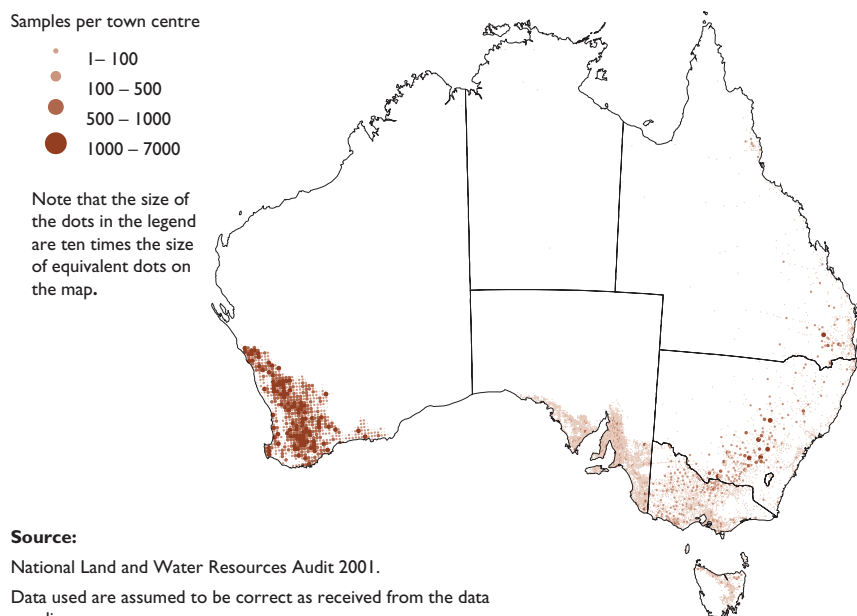 Samples per town centre
1– 100
100 – 500
500 – 1000
1000 – 7000
Note that the size of
the dots in the legend
are ten times the size
of equivalent dots on
the map.
Source:
National Land and Water Resources Audit 2001.
Data used are assumed to be correct as received from the data